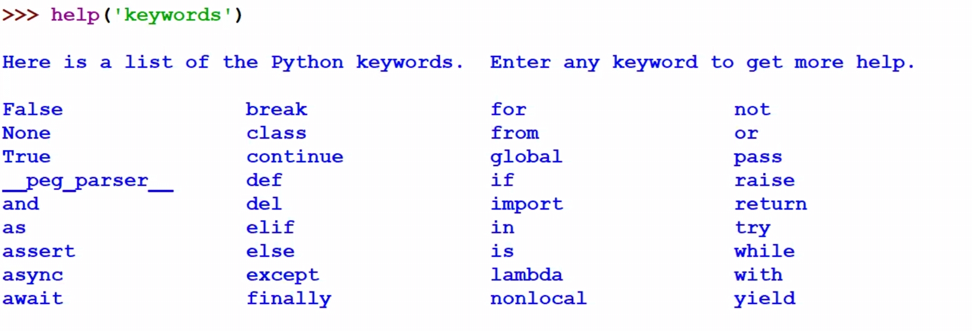 >>> help('keywords')
Here is a list of the Python keywords.  Enter any keyword to get more help.
False break for not
None class from or
True continue global pass
__peg_parser__ def if raise
and del import return
as elif in try
assert else is while
async except lambda with
await finally nonlocal yield